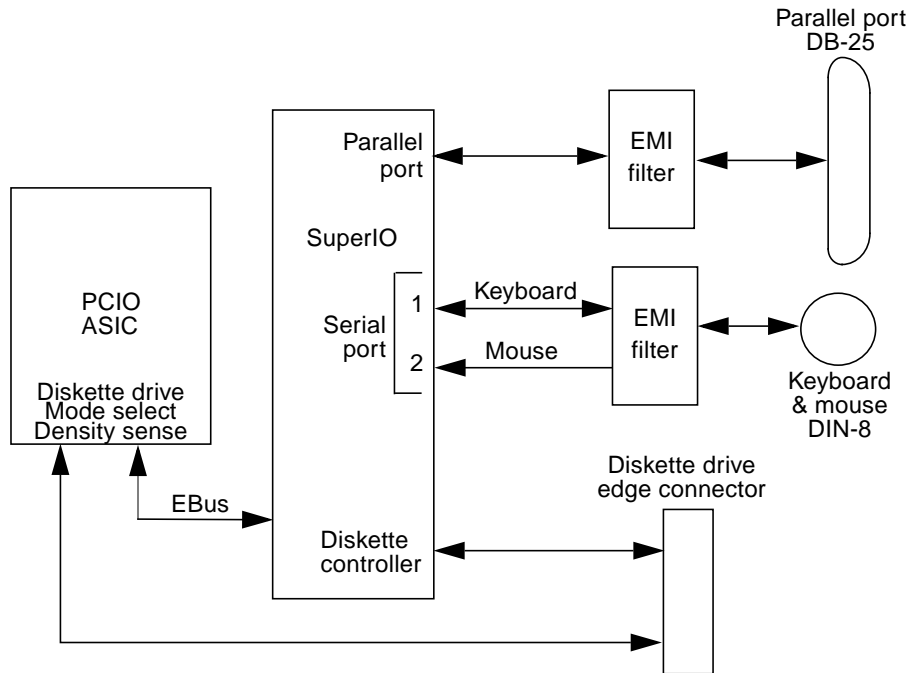 Parallel port
DB-25
Parallel
port
EMI
filter
SuperIO
PCIO
ASIC
Diskette drive
Mode select
Density sense
Serial
port
1
2
Keyboard
Mouse
EMI
filter
Keyboard
& mouse
DIN-8
EBus
Diskette
controller
Diskette drive
edge connector